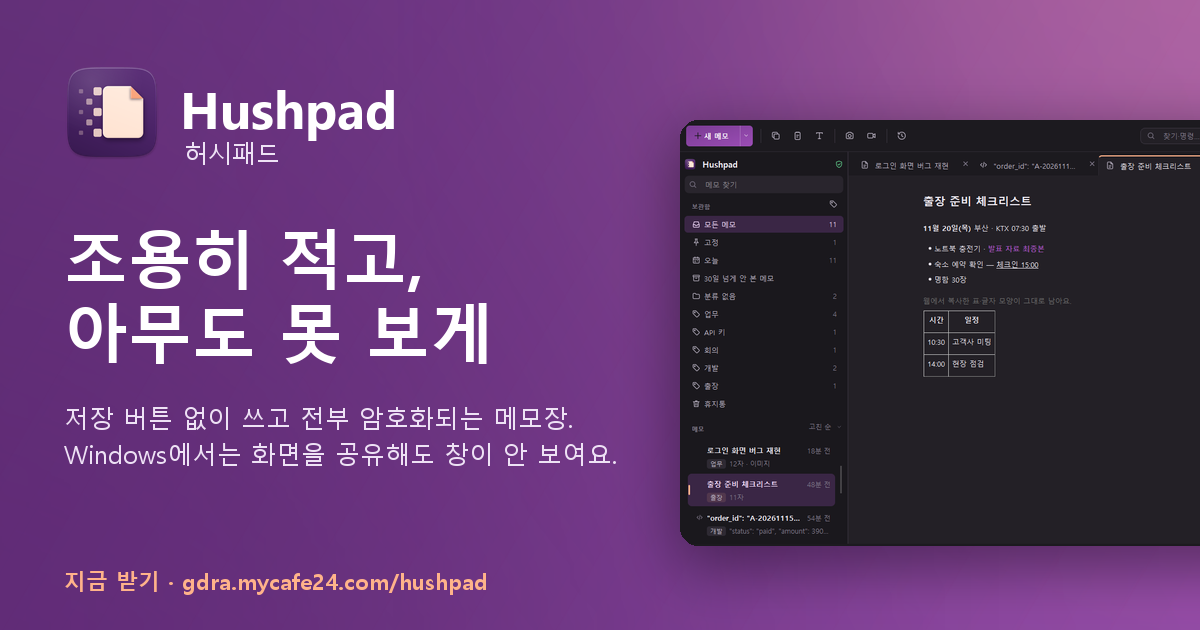 Hushpad
허시패드
조용히 적고,
아무도 못 보게
저장 버튼 없이 쓰고 전부 암호화되는 메모장.
Windows에서는 화면을 공유해도 창이 안 보여요.
지금 받기 · gdra.mycafe24.com/hushpad
+ 새 메모
찾기·명령
Hushpad
메모 찾기
보관함
모든 메모 11
고정 1
오늘 11
30일 넘게 안 본 메모
분류 없음 2
업무 4
API 키 1
회의 1
개발 2
출장 1
휴지통
메모 고친 순
로그인 화면 버그 재현 18분 전
업무 12자 · 이미지
출장 준비 체크리스트 48분 전
출장 11자
"order_id": "A-20261115... 54분 전
개발 "status": "paid", "amount": 390...
로그인 화면 버그 재현 "order_id": "A-2026111... 출장 준비 체크리스트
출장 준비 체크리스트
11월 20일(목) 부산 · KTX 07:30 출발
• 노트북 충전기 · 발표 자료 최종본
• 숙소 예약 확인 — 체크인 15:00
• 명함 30장
웹에서 복사한 표·글자 모양이 그대로 남아요.
시간 일정
10:30 고객사 미팅
14:00 현장 점검